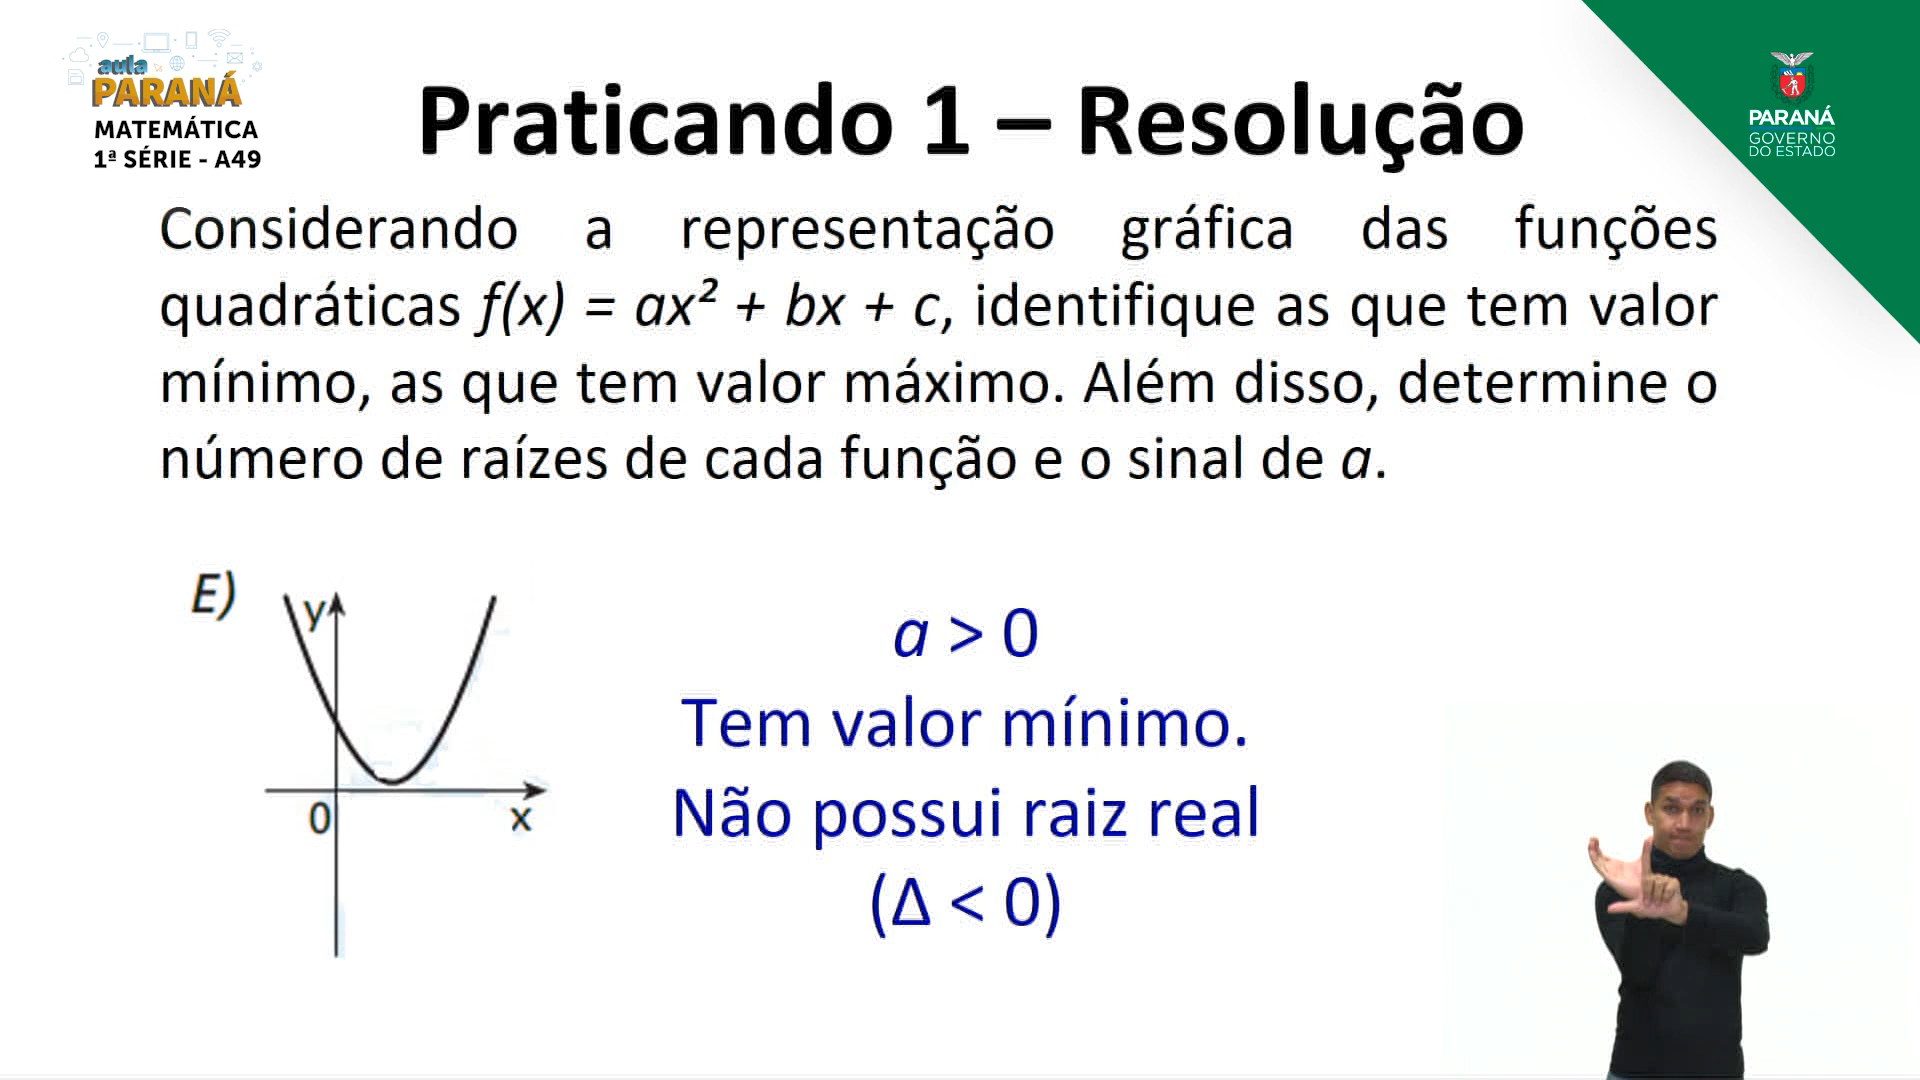 aula
PARANÁ
MATEMÁTICA
1ª SÉRIE - A49
Praticando 1 – Resolução
PARANÁ
GOVERNO
DO ESTADO
Considerando a representação gráfica das funções
quadráticas f(x) = ax² + bx + c, identifique as que tem valor
mínimo, as que tem valor máximo. Além disso, determine o
número de raízes de cada função e o sinal de a.
E)
y
0
x
a > 0
Tem valor mínimo.
Não possui raiz real
(Δ < 0)